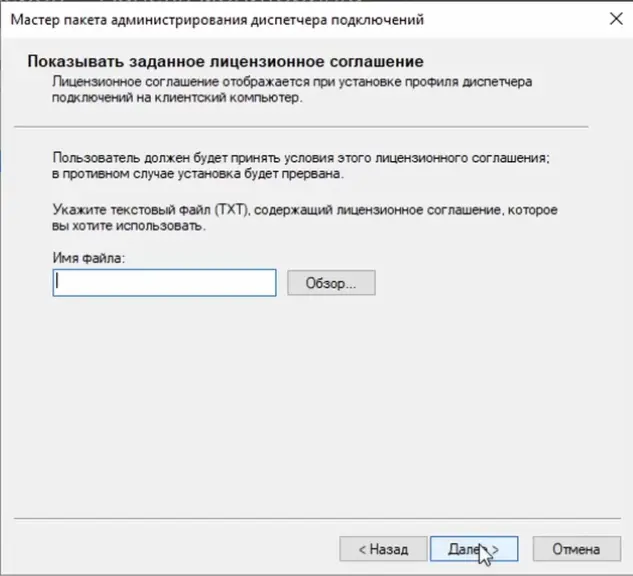 Мастер пакета администрирования диспетчера подключений
Показывать заданное лицензионное соглашение
Лицензионное соглашение отображается при установке профиля диспетчера
подключений на клиентский компьютер.
Пользователь должен будет принять условия этого лицензионного соглашения;
в противном случае установка будет прервана.
Укажите текстовый файл (TXT), содержащий лицензионное соглашение, которое
вы хотите использовать.
Имя файла:
Обзор...
< Назад
Далее >
Отмена